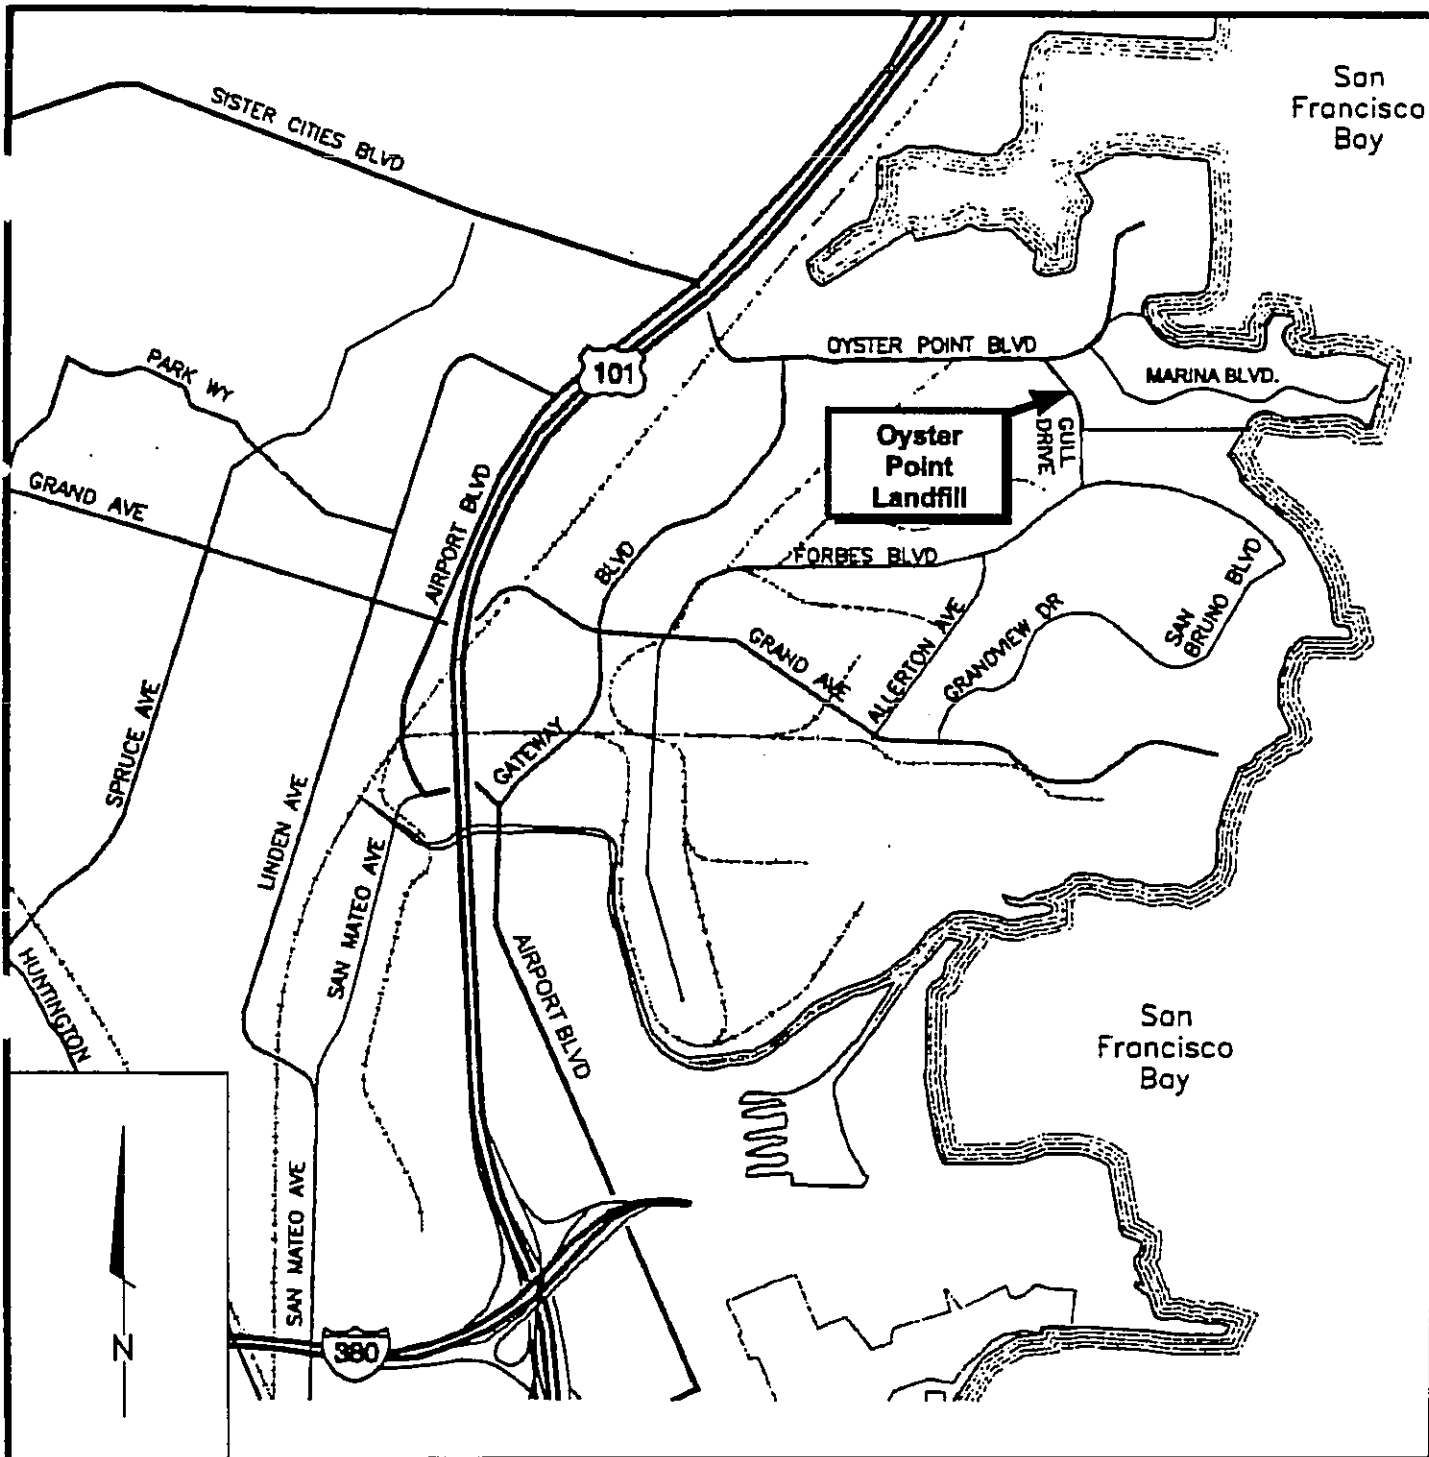 San
Francisco
Bay
SISTER CITIES BLVD
OYSTER POINT BLVD
PARK WY
101
MARINA BLVD.
Oyster
Point
Landfill
GULL
DRIVE
GRAND AVE
AIRPORT BLVD
BLVD
FORBES BLVD
SAN
BRUNO BLVD
GRANDVIEW DR
ALLERTON AVE
GRAND AVE
SPRUCE AVE
GATEWAY
LINDEN AVE
SAN MATEO AVE
HUNTINGTON
AIRPORT BLVD
San
Francisco
Bay
SAN MATEO AVE
N
380